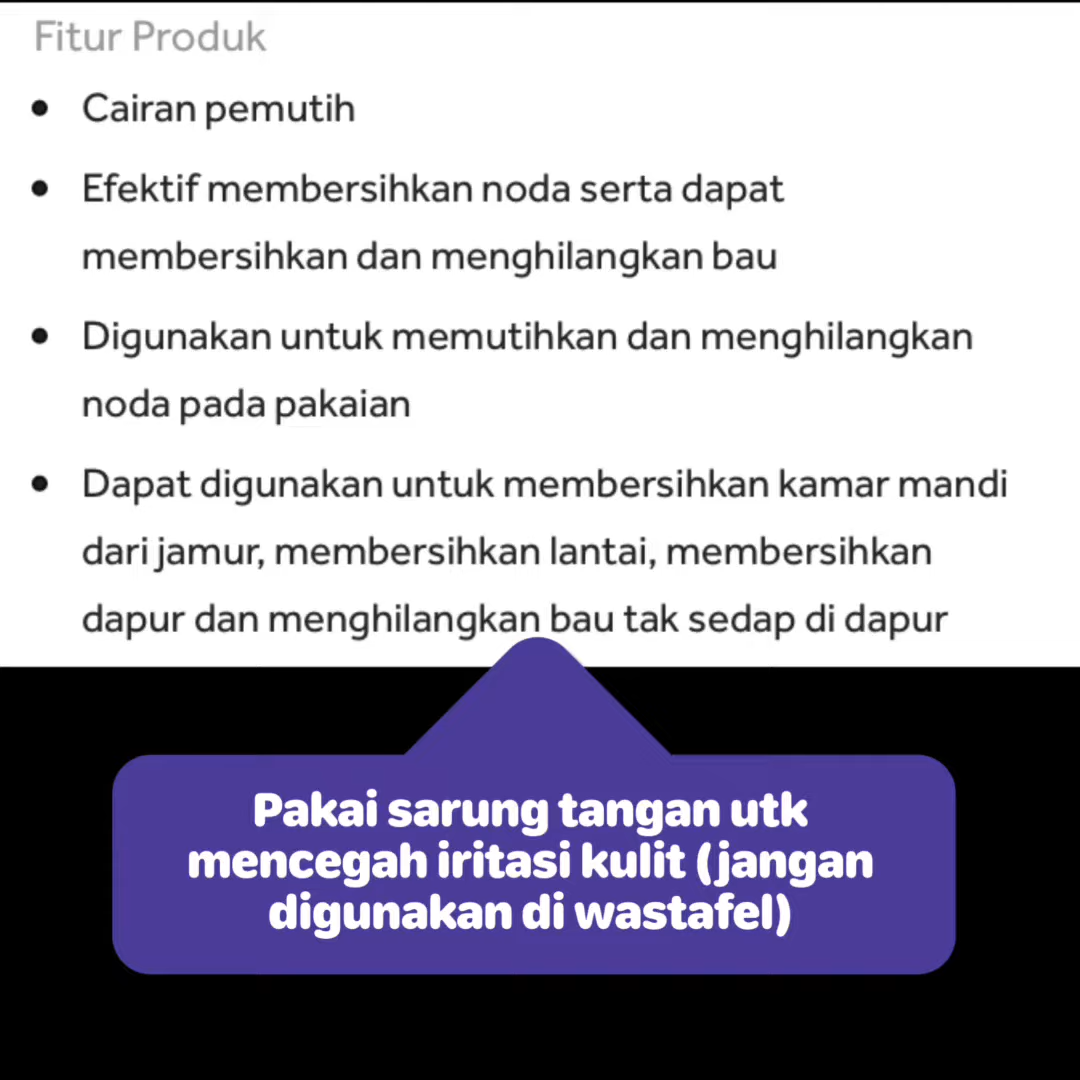 Fitur Produk
• Cairan pemutih
• Efektif membersihkan noda serta dapat
membersihkan dan menghilangkan bau
• Digunakan untuk memutihkan dan menghilangkan
noda pada pakaian
• Dapat digunakan untuk membersihkan kamar mandi
dari jamur, membersihkan lantai, membersihkan
dapur dan menghilangkan bau tak sedap di dapur
Pakai sarung tangan utk
mencegah iritasi kulit (jangan
digunakan di wastafel)